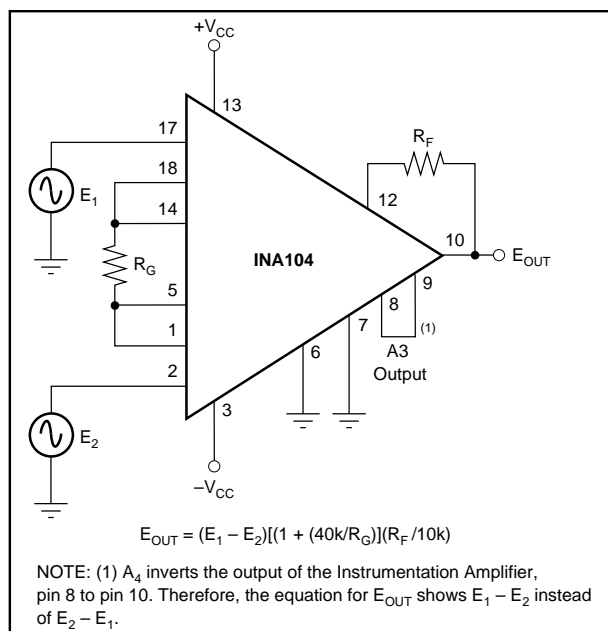 +V_CC
13
17
18
14
5
1
2
E_1
R_G
E_2
INA104
R_F
12
10
E_OUT
9
8
(1)
7
6
A3
Output
3
–V_CC
E_OUT = (E_1 – E_2)[(1 + (40k/R_G)](R_F/10k)
NOTE: (1) A_4 inverts the output of the Instrumentation Amplifier,
pin 8 to pin 10. Therefore, the equation for E_OUT shows E_1 – E_2 instead
of E_2 – E_1.